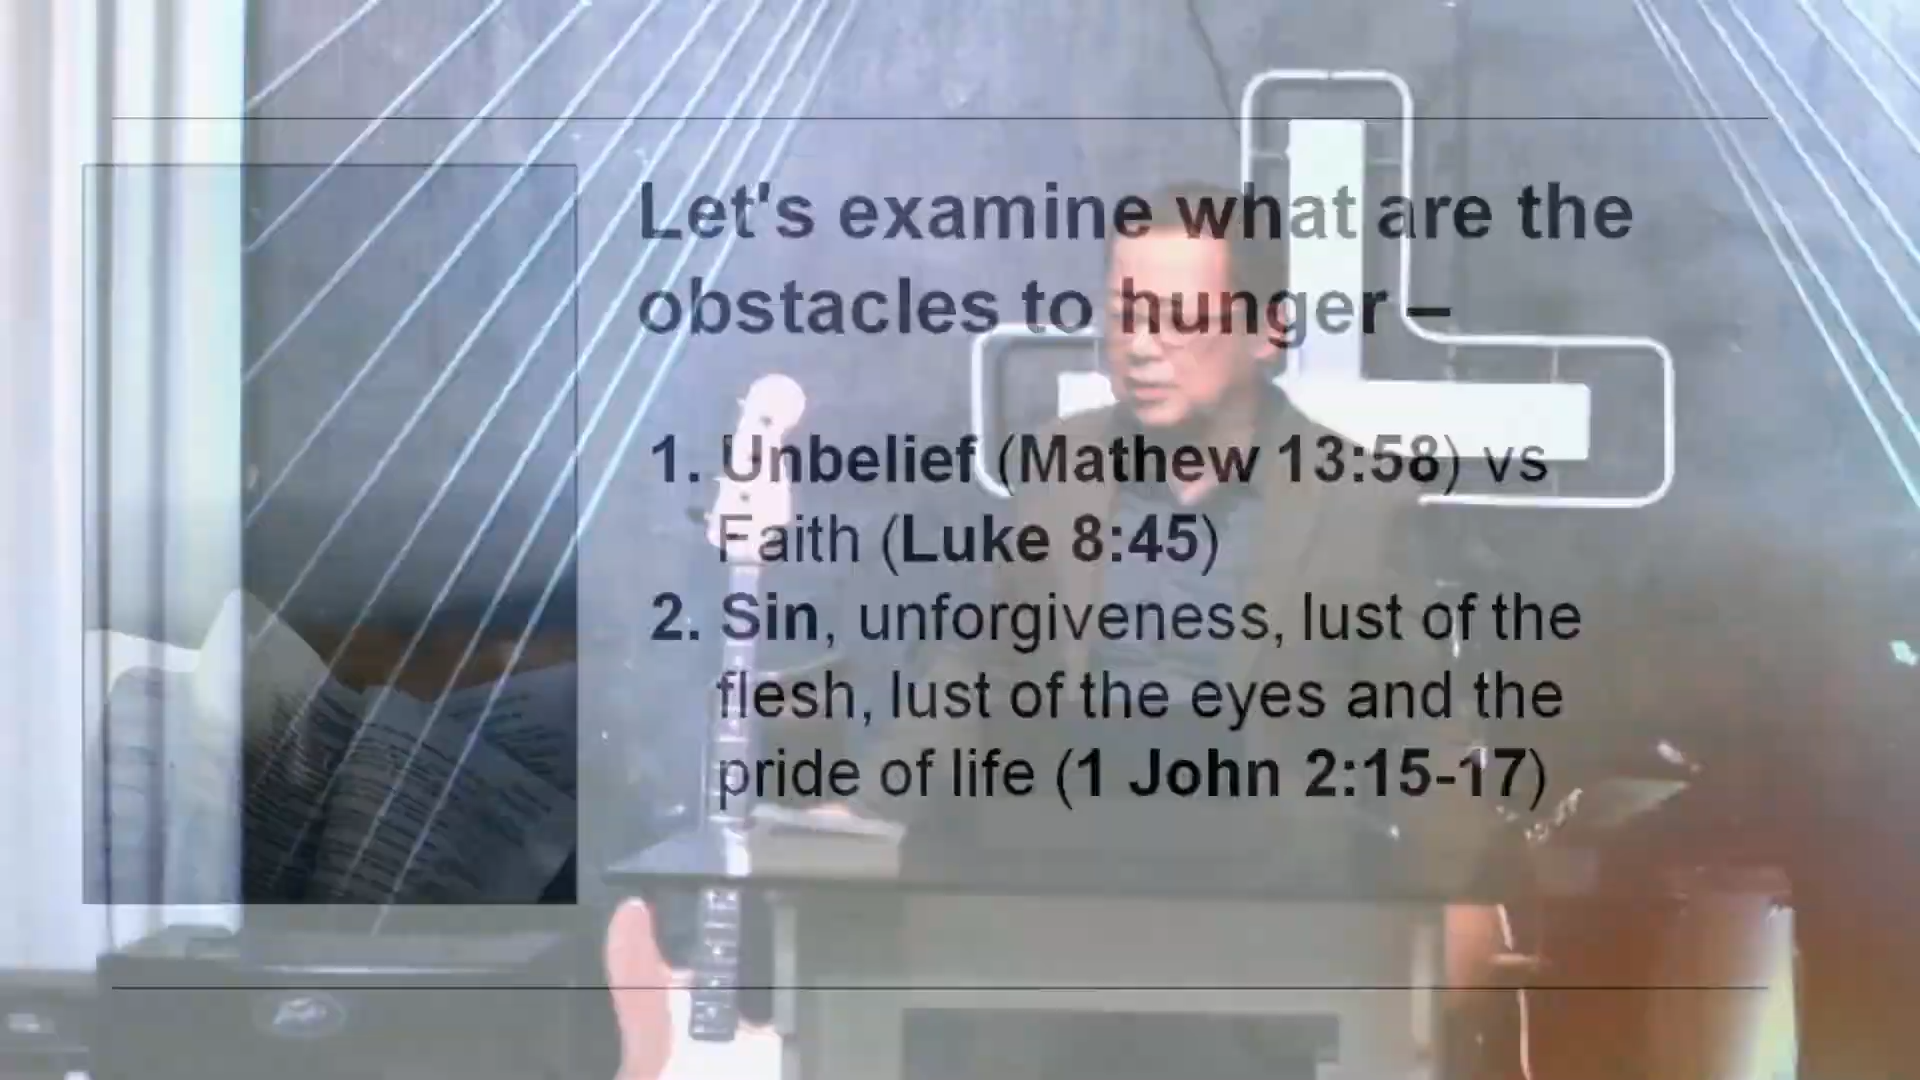 Let's examine what are the
obstacles to hunger –
1. Unbelief (Mathew 13:58) vs
Faith (Luke 8:45)
2. Sin, unforgiveness, lust of the
flesh, lust of the eyes and the
pride of life (1 John 2:15-17)